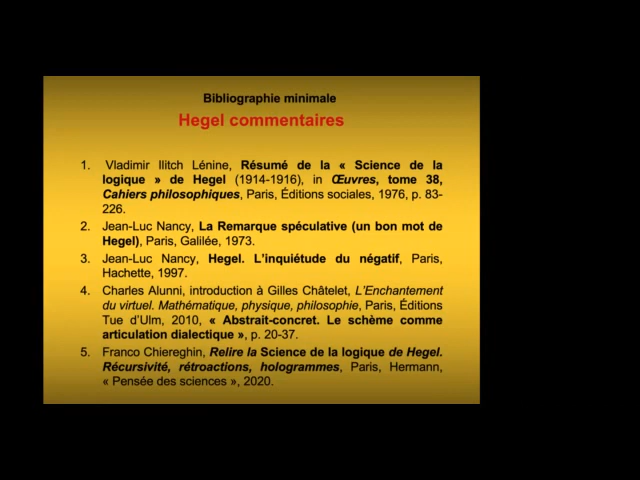 Bibliographie minimale
Hegel commentaires
1. Vladimir Ilitch Lénine, Résumé de la « Science de la
logique » de Hegel (1914-1916), in Œuvres, tome 38,
Cahiers philosophiques, Paris, Éditions sociales, 1976, p. 83-
226.
2. Jean-Luc Nancy, La Remarque spéculative (un bon mot de
Hegel), Paris, Galilée, 1973.
3. Jean-Luc Nancy, Hegel. L'inquiétude du négatif, Paris,
Hachette, 1997.
4. Charles Alunni, introduction à Gilles Châtelet, L'Enchantement
du virtuel. Mathématique, physique, philosophie, Paris, Éditions
Tue d'Ulm, 2010, « Abstrait-concret. Le schème comme
articulation dialectique », p. 20-37.
5. Franco Chiereghin, Relire la Science de la logique de Hegel.
Récursivité, rétroactions, hologrammes, Paris, Hermann,
« Pensée des sciences », 2020.